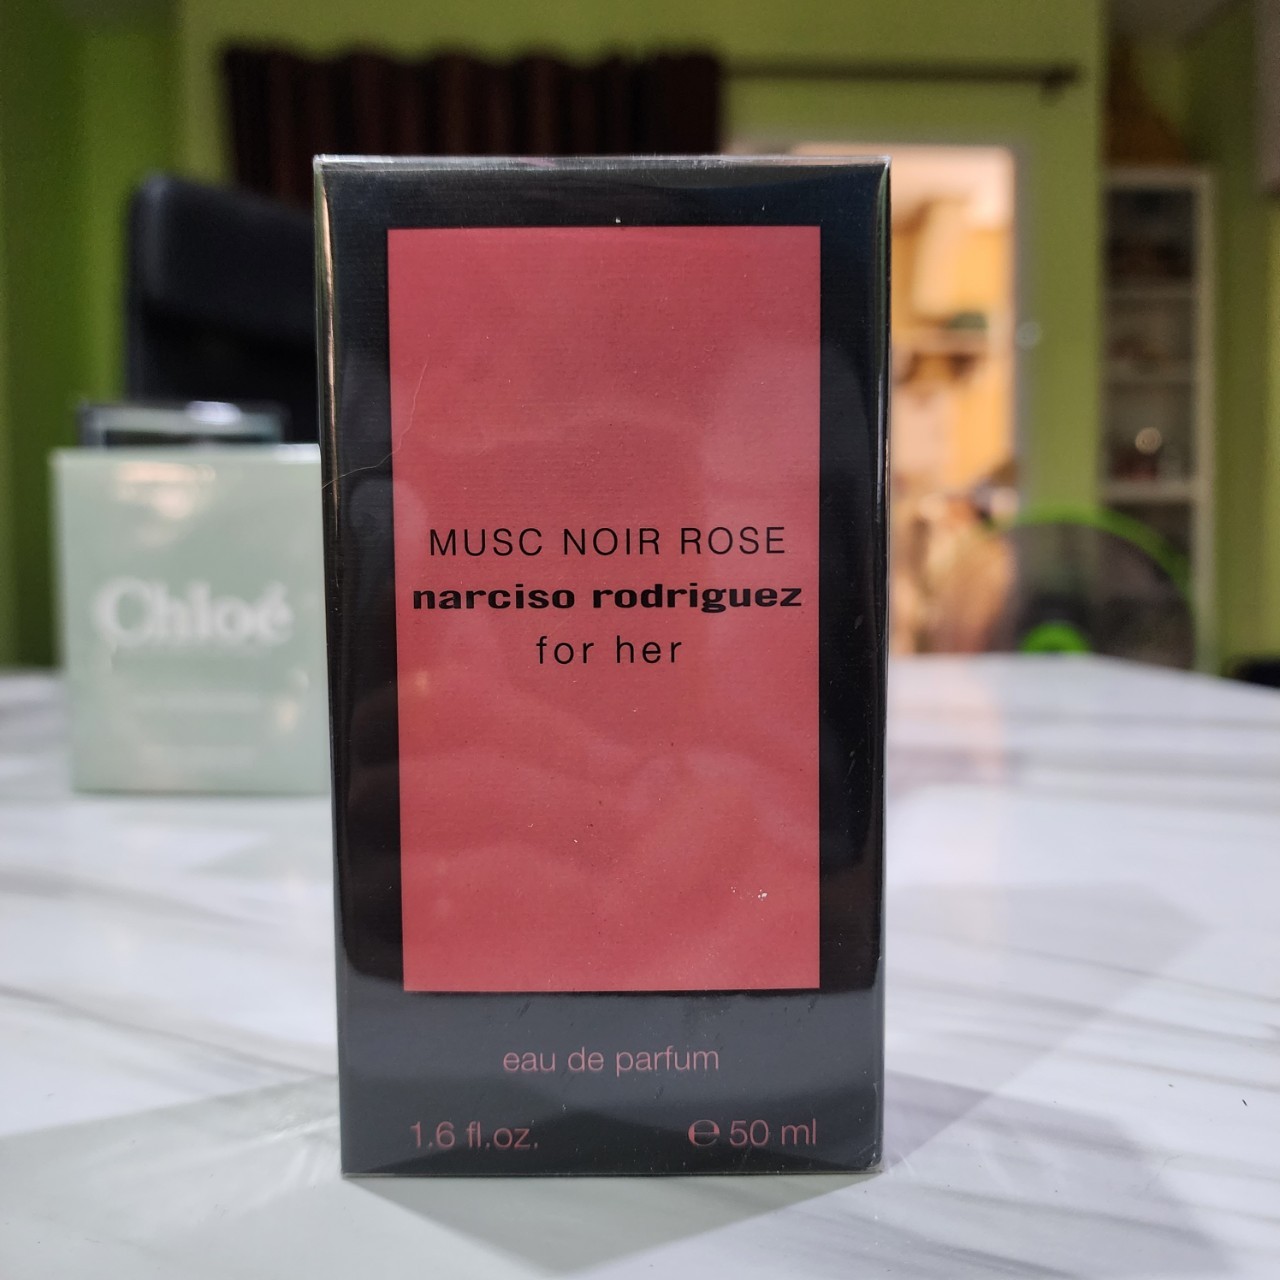 MUSC NOIR ROSE
narciso rodriguez
for her
eau de parfum
1.6 fl.oz. ℮ 50 ml
Chloé